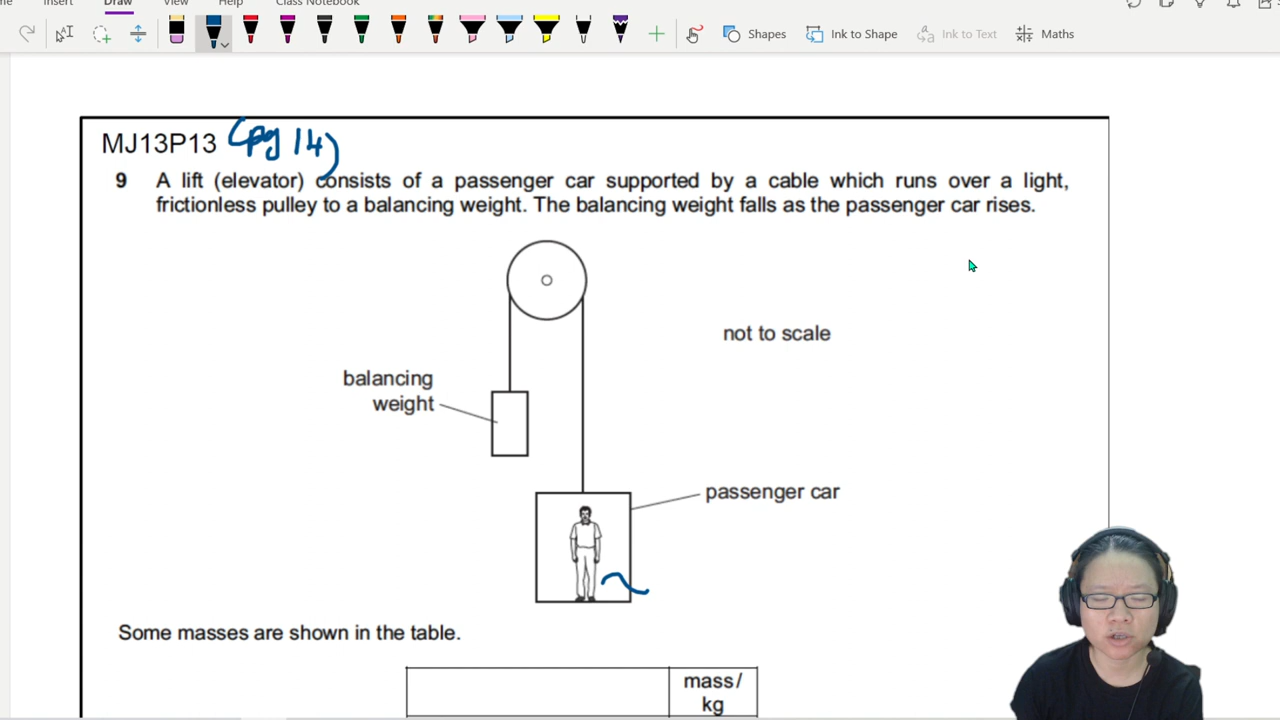 Insert Draw View Help Class Notebook
Shapes Ink to Shape Ink to Text Maths
MJ13P13 (pg 14)
9 A lift (elevator) consists of a passenger car supported by a cable which runs over a light,
frictionless pulley to a balancing weight. The balancing weight falls as the passenger car rises.
not to scale
balancing
weight
passenger car
Some masses are shown in the table.
mass/
kg